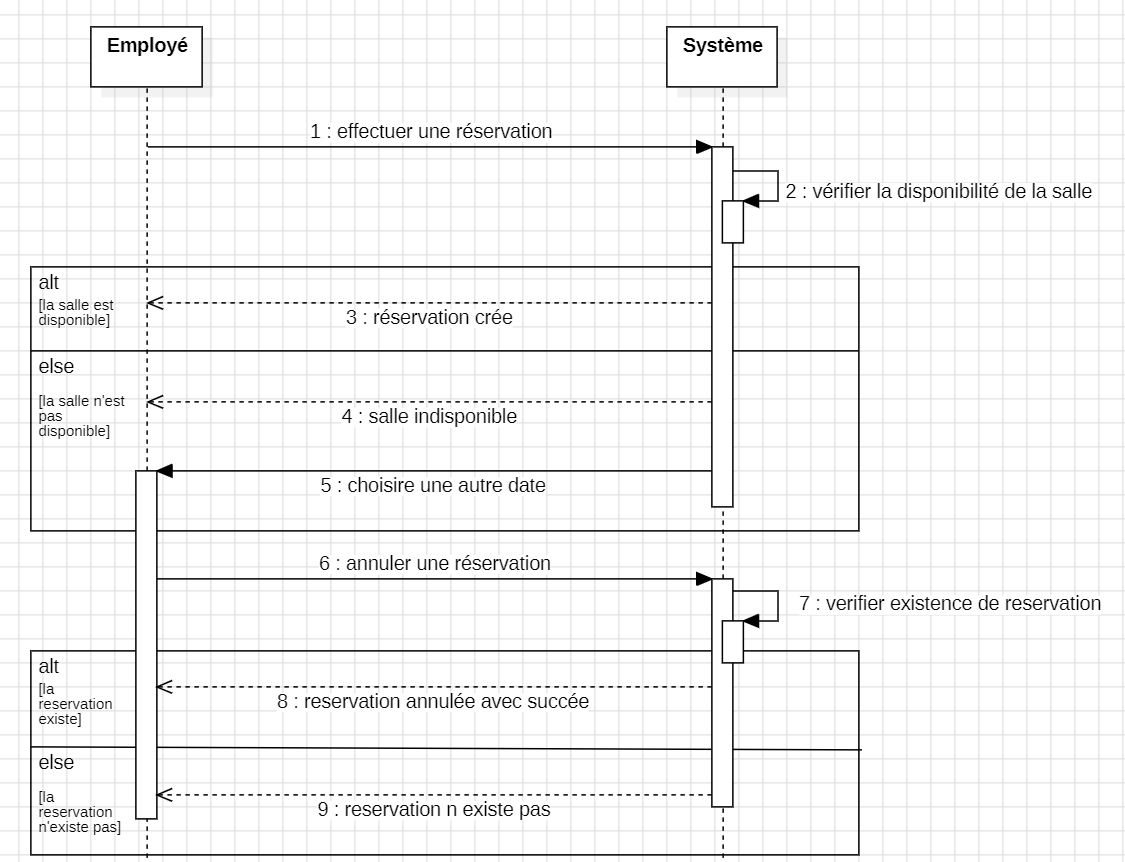 Employé
Système
1 : effectuer une réservation
2 : vérifier la disponibilité de la salle
alt
[la salle est
disponible]
3 : réservation crée
else
[la salle n'est
pas
disponible]
4 : salle indisponible
5 : choisire une autre date
6 : annuler une réservation
7 : verifier existence de reservation
alt
[la
reservation
existe]
8 : reservation annulée avec succée
else
[la
reservation
n'existe pas]
9 : reservation n existe pas